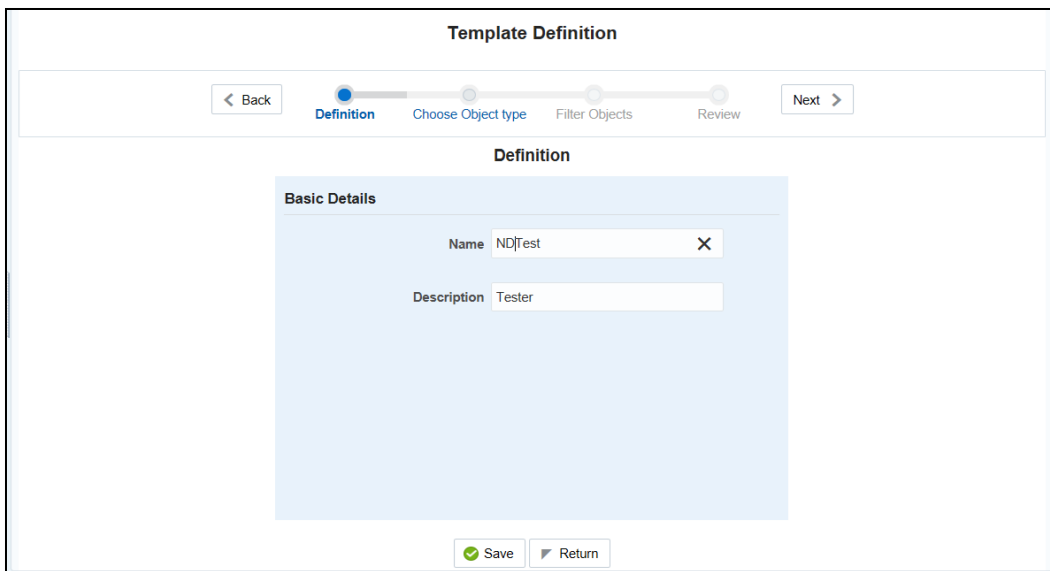 Template Definition
Back
Definition
Choose Object type
Filter Objects
Review
Next
Definition
Basic Details
Name NDTest
Description Tester
Save
Return